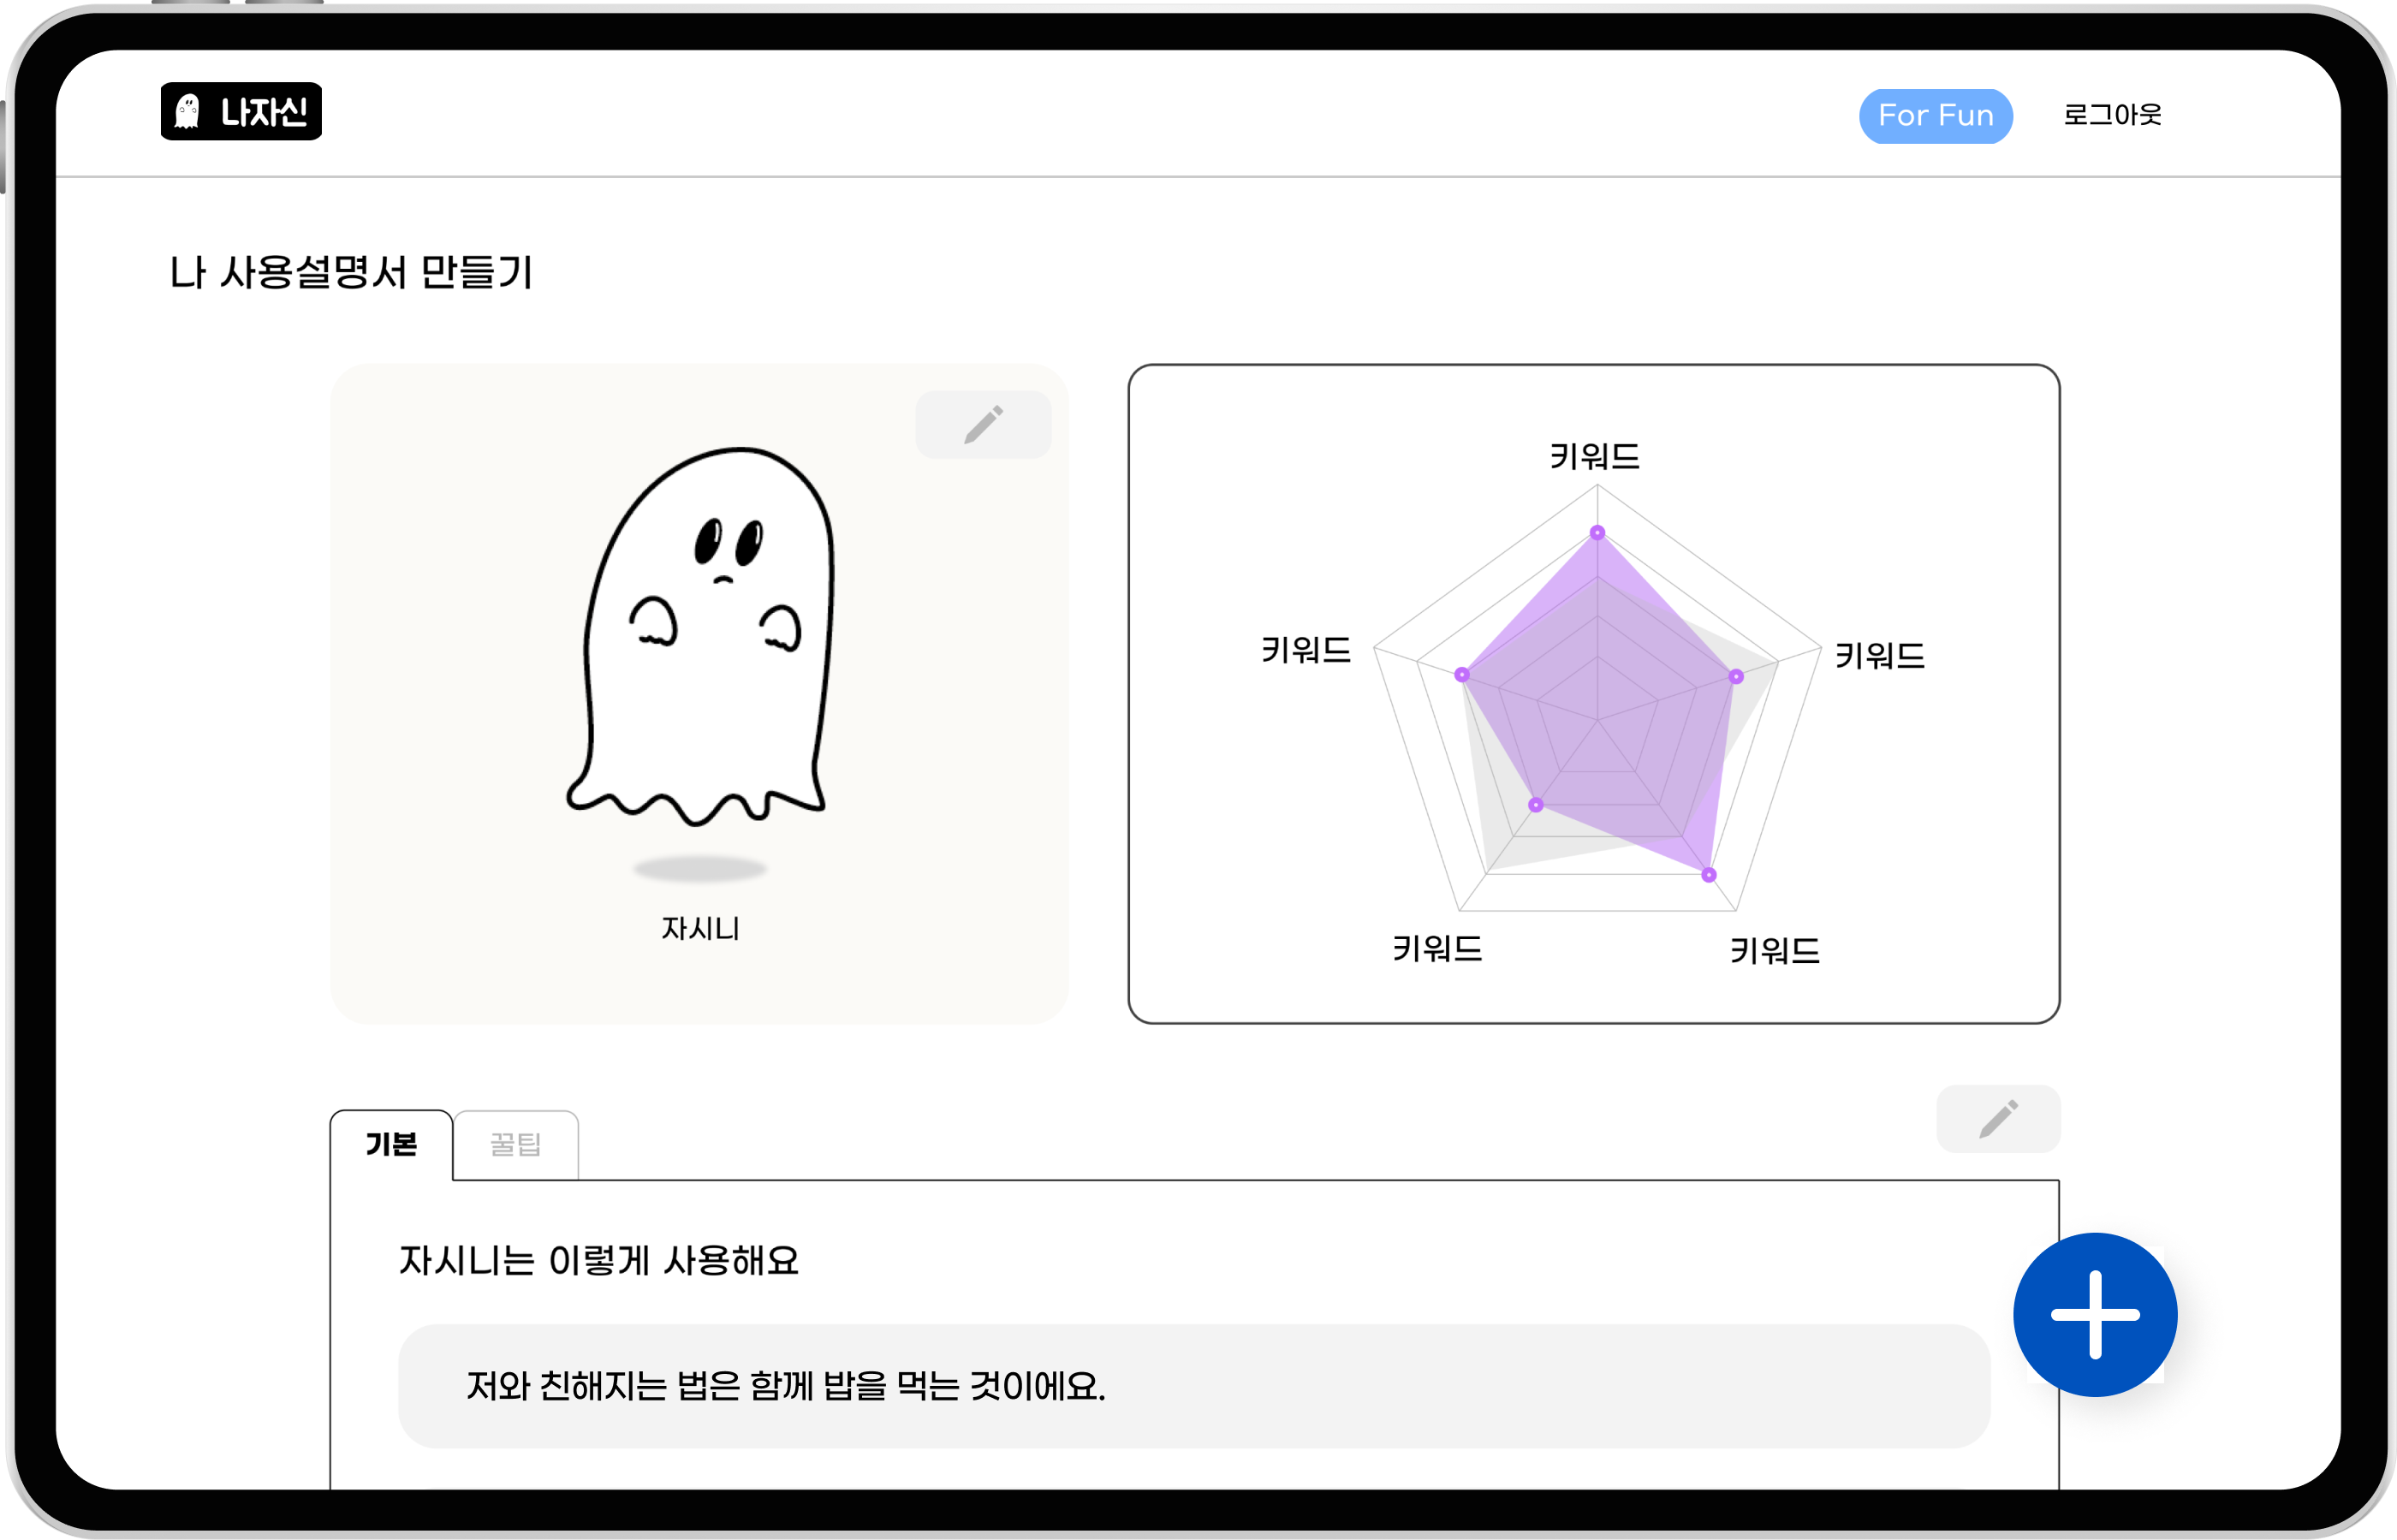 나자신
For Fun
로그아웃
나 사용설명서 만들기
자시니
키워드
키워드
키워드
키워드
키워드
기본
꿀팁
자시니는 이렇게 사용해요
저와 친해지는 법은 함께 밥을 먹는 것이에요.